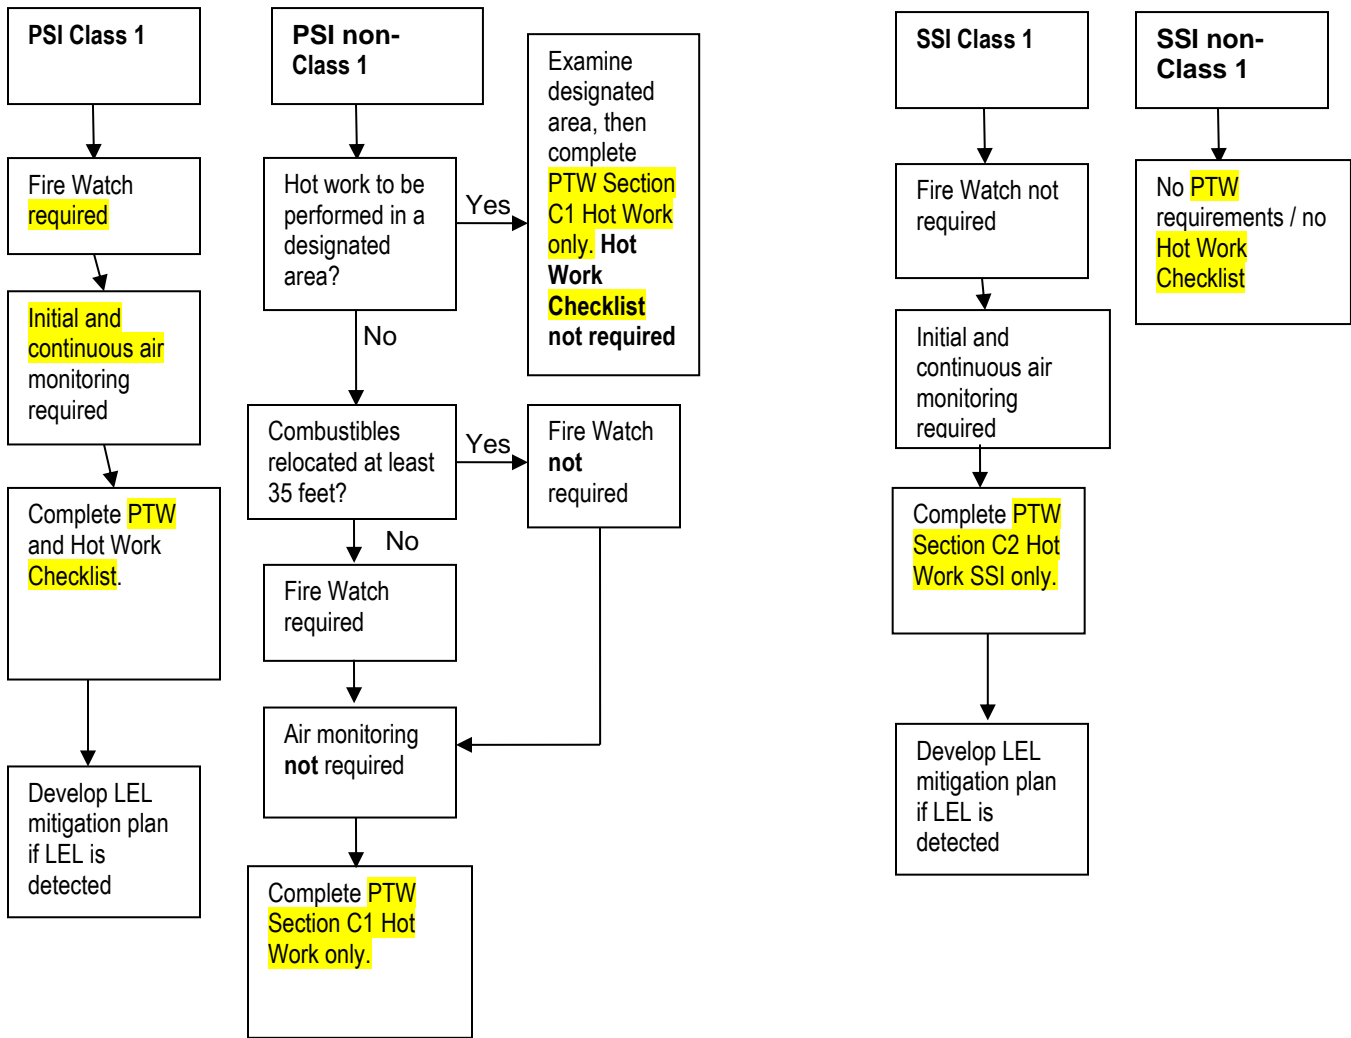 PSI Class 1
Fire Watch
required
Initial and
continuous air
monitoring
required
Complete PTW
and Hot Work
Checklist.
Develop LEL
mitigation plan
if LEL is
detected
PSI non-
Class 1
Hot work to be
performed in a
designated
area?
Yes
Examine
designated
area, then
complete
PTW Section
C1 Hot Work
only. Hot
Work
Checklist
not required
No
Combustibles
relocated at least
35 feet?
Yes
Fire Watch
not
required
No
Fire Watch
required
Air monitoring
not required
Complete PTW
Section C1 Hot
Work only.
SSI Class 1
Fire Watch not
required
Initial and
continuous air
monitoring
required
Complete PTW
Section C2 Hot
Work SSI only.
Develop LEL
mitigation plan
if LEL is
detected
SSI non-
Class 1
No PTW
requirements / no
Hot Work
Checklist